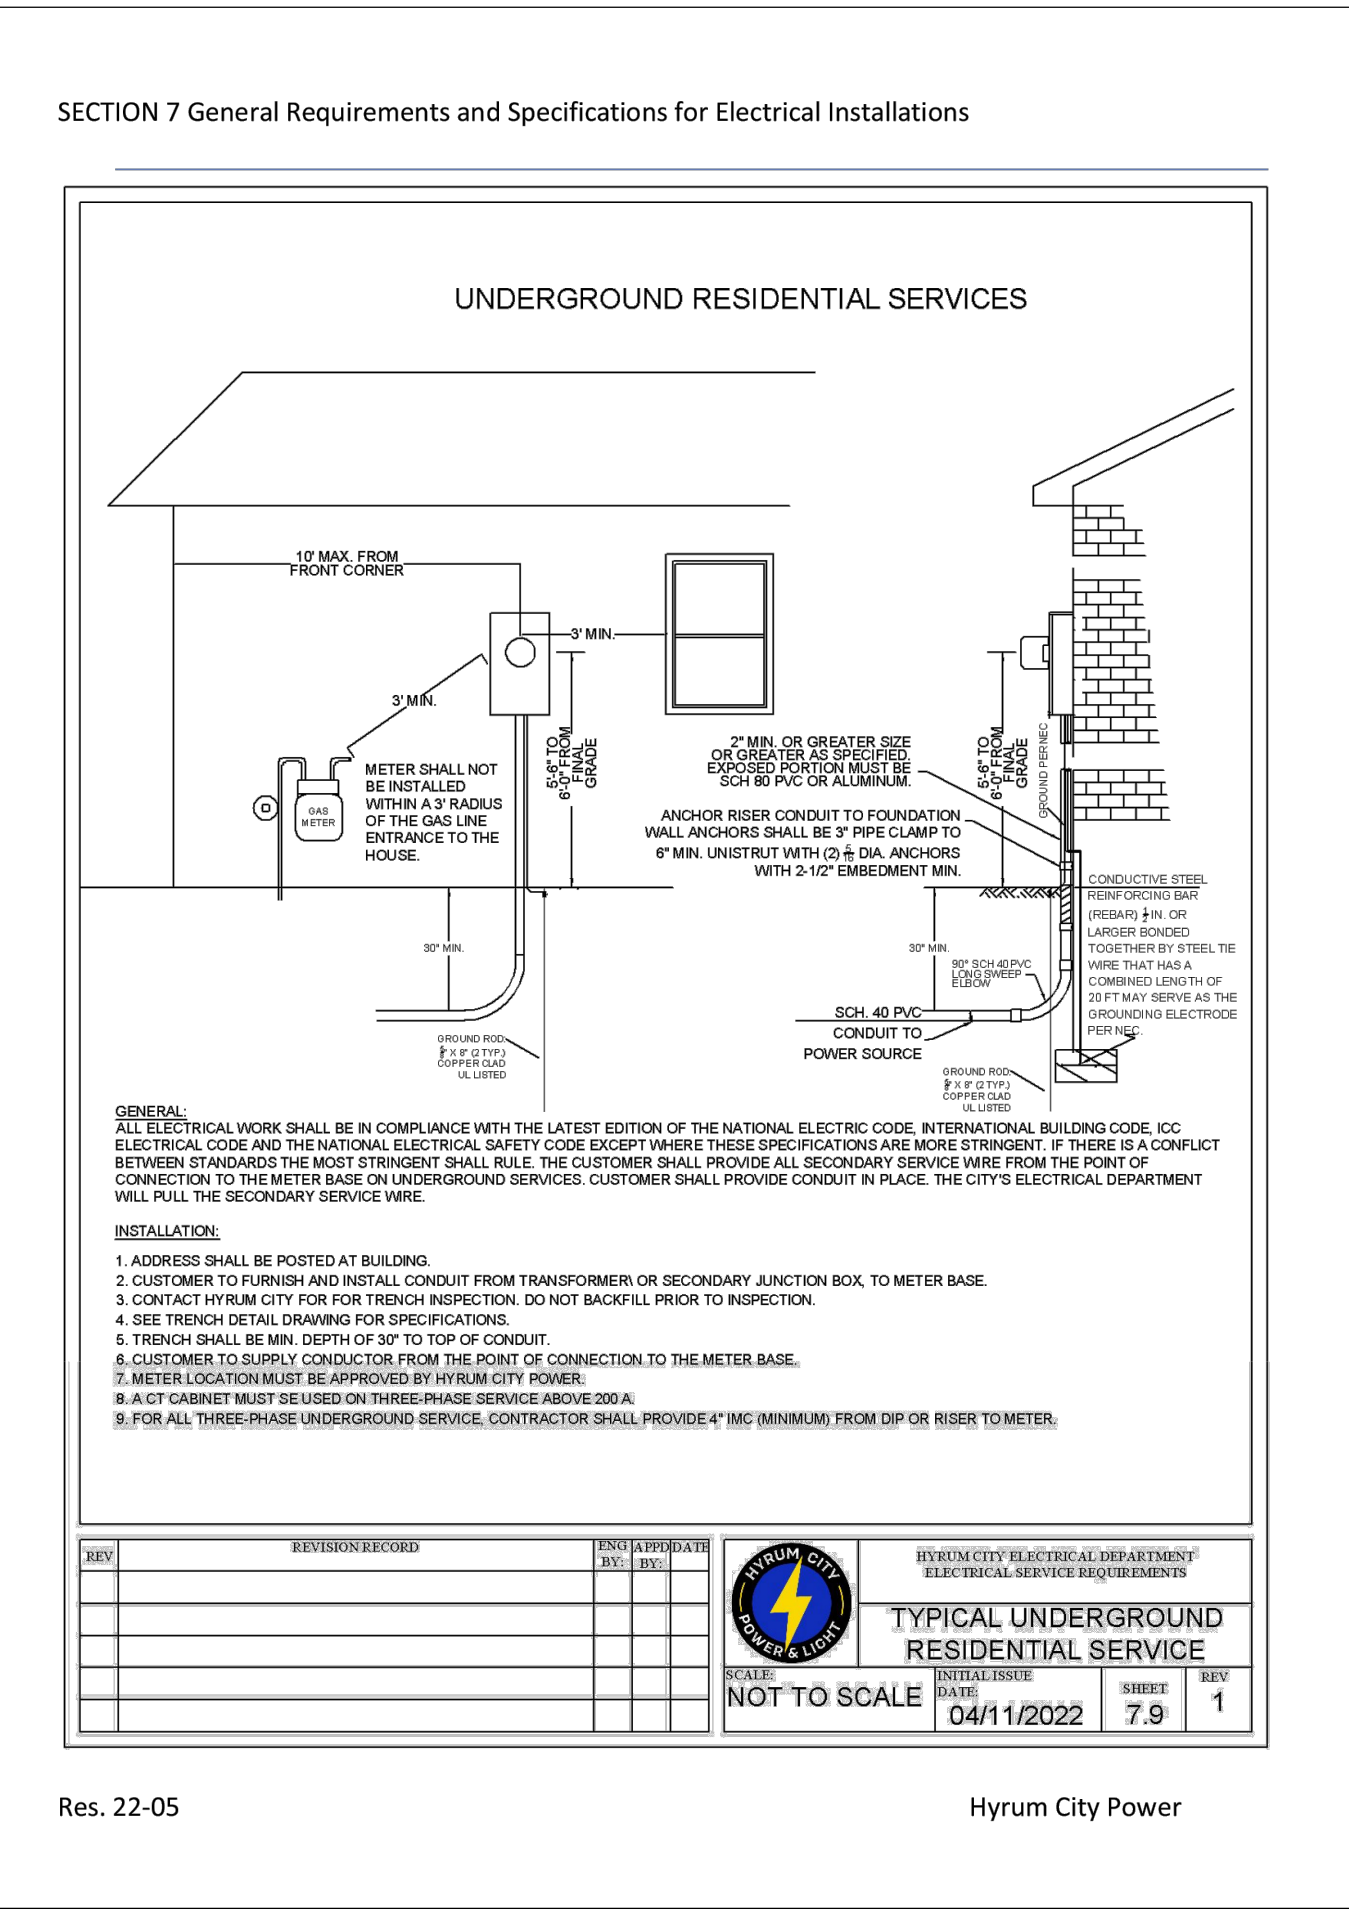 SECTION 7 General Requirements and Specifications for Electrical Installations
UNDERGROUND RESIDENTIAL SERVICES
10' MAX. FROM
FRONT CORNER
3' MIN.
3' MIN.
5'-6" TO
6'-0" FROM
FINAL
GRADE
GAS
METER
METER SHALL NOT
BE INSTALLED
WITHIN A 3' RADIUS
OF THE GAS LINE
ENTRANCE TO THE
HOUSE.
30" MIN.
GROUND ROD.
X 8" (2 TYP.)
COPPER CLAD
UL LISTED
2" MIN. OR GREATER SIZE
OR GREATER AS SPECIFIED.
EXPOSED PORTION MUST BE
SCH 80 PVC OR ALUMINUM.
ANCHOR RISER CONDUIT TO FOUNDATION
WALL ANCHORS SHALL BE 3" PIPE CLAMP TO
6" MIN. UNISTRUT WITH (2) 5/16 DIA. ANCHORS
WITH 2-1/2" EMBEDMENT MIN.
5'-6" TO
6'-0" FROM
FINAL
GRADE
GROUND PER NEC
30" MIN.
90° SCH 40 PVC
LONG SWEEP
ELBOW
SCH. 40 PVC
CONDUIT TO
POWER SOURCE
GROUND ROD.
X 8" (2 TYP.)
COPPER CLAD
UL LISTED
CONDUCTIVE STEEL
REINFORCING BAR
(REBAR) 1/2 IN. OR
LARGER BONDED
TOGETHER BY STEEL TIE
WIRE THAT HAS A
COMBINED LENGTH OF
20 FT MAY SERVE AS THE
GROUNDING ELECTRODE
PER NEC.
GENERAL:
ALL ELECTRICAL WORK SHALL BE IN COMPLIANCE WITH THE LATEST EDITION OF THE NATIONAL ELECTRIC CODE, INTERNATIONAL BUILDING CODE, ICC
ELECTRICAL CODE AND THE NATIONAL ELECTRICAL SAFETY CODE EXCEPT WHERE THESE SPECIFICATIONS ARE MORE STRINGENT. IF THERE IS A CONFLICT
BETWEEN STANDARDS THE MOST STRINGENT SHALL RULE. THE CUSTOMER SHALL PROVIDE ALL SECONDARY SERVICE WIRE FROM THE POINT OF
CONNECTION TO THE METER BASE ON UNDERGROUND SERVICES. CUSTOMER SHALL PROVIDE CONDUIT IN PLACE. THE CITY'S ELECTRICAL DEPARTMENT
WILL PULL THE SECONDARY SERVICE WIRE.
INSTALLATION:
1. ADDRESS SHALL BE POSTED AT BUILDING.
2. CUSTOMER TO FURNISH AND INSTALL CONDUIT FROM TRANSFORMER\ OR SECONDARY JUNCTION BOX, TO METER BASE.
3. CONTACT HYRUM CITY FOR FOR TRENCH INSPECTION. DO NOT BACKFILL PRIOR TO INSPECTION.
4. SEE TRENCH DETAIL DRAWING FOR SPECIFICATIONS.
5. TRENCH SHALL BE MIN. DEPTH OF 30" TO TOP OF CONDUIT.
6. CUSTOMER TO SUPPLY CONDUCTOR FROM THE POINT OF CONNECTION TO THE METER BASE.
7. METER LOCATION MUST BE APPROVED BY HYRUM CITY POWER.
8. A CT CABINET MUST SE USED ON THREE-PHASE SERVICE ABOVE 200 A.
9. FOR ALL THREE-PHASE UNDERGROUND SERVICE, CONTRACTOR SHALL PROVIDE 4" IMC (MINIMUM) FROM DIP OR RISER TO METER.
REV
REVISION RECORD
ENG BY:
APPD BY:
DATE
HYRUM CITY
POWER & LIGHT
HYRUM CITY ELECTRICAL DEPARTMENT
ELECTRICAL SERVICE REQUIREMENTS
TYPICAL UNDERGROUND
RESIDENTIAL SERVICE
SCALE:
NOT TO SCALE
INITIAL ISSUE
DATE:
04/11/2022
SHEET
7.9
REV
1
Res. 22-05
Hyrum City Power